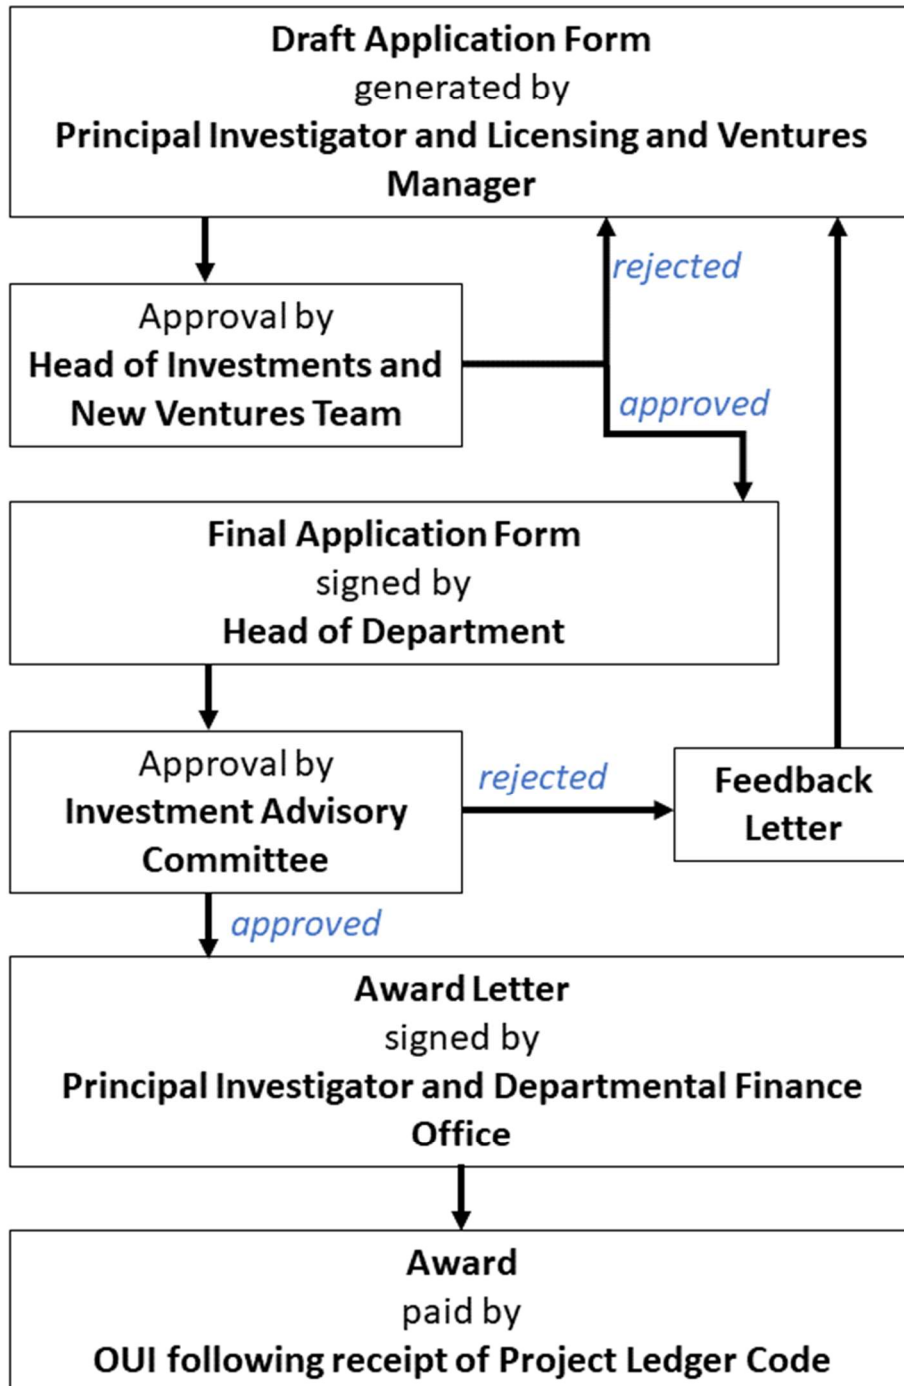 Draft Application Form
generated by
Principal Investigator and Licensing and Ventures
Manager
rejected
Approval by
Head of Investments and
New Ventures Team
approved
Final Application Form
signed by
Head of Department
Approval by
Investment Advisory
Committee
rejected
Feedback
Letter
approved
Award Letter
signed by
Principal Investigator and Departmental Finance
Office
Award
paid by
OUI following receipt of Project Ledger Code